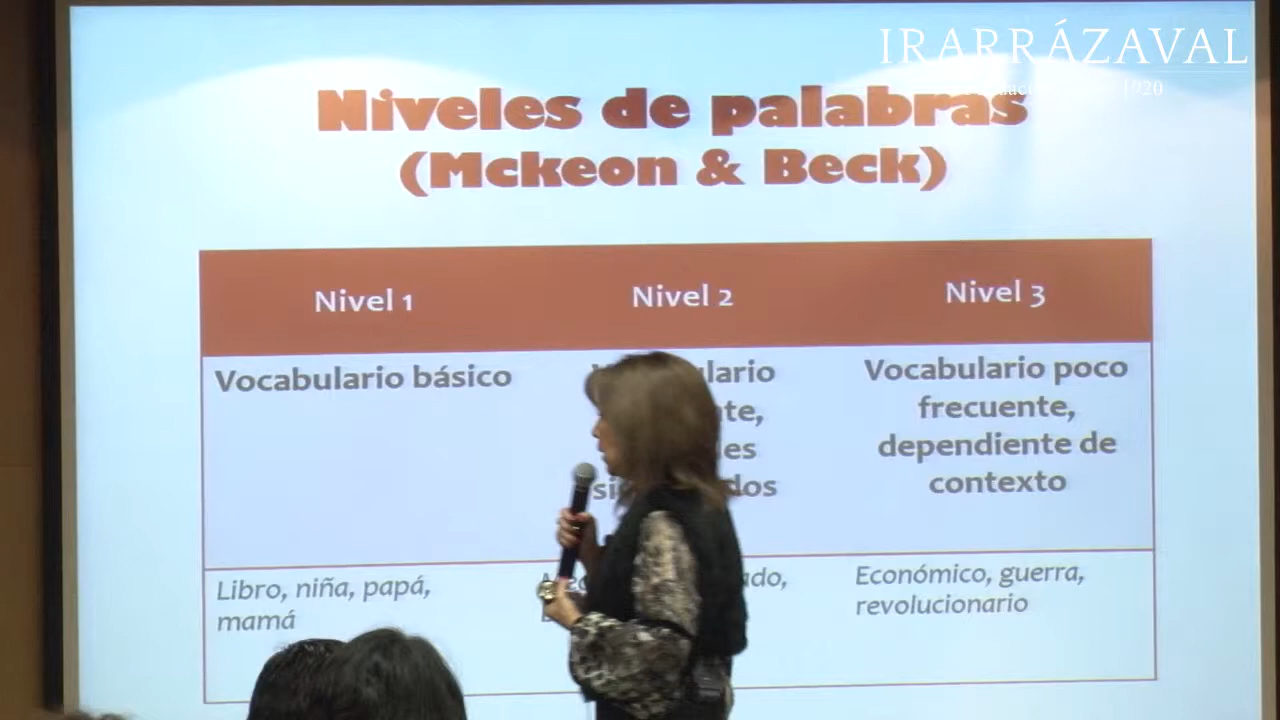 IRARRÁZAVAL
1920
Niveles de palabras
(Mckeon & Beck)
Nivel 1
Nivel 2
Nivel 3
Vocabulario básico
Vocabulario poco
frecuente,
dependiente de
contexto
Libro, niña, papá,
mamá
Económico, guerra,
revolucionario